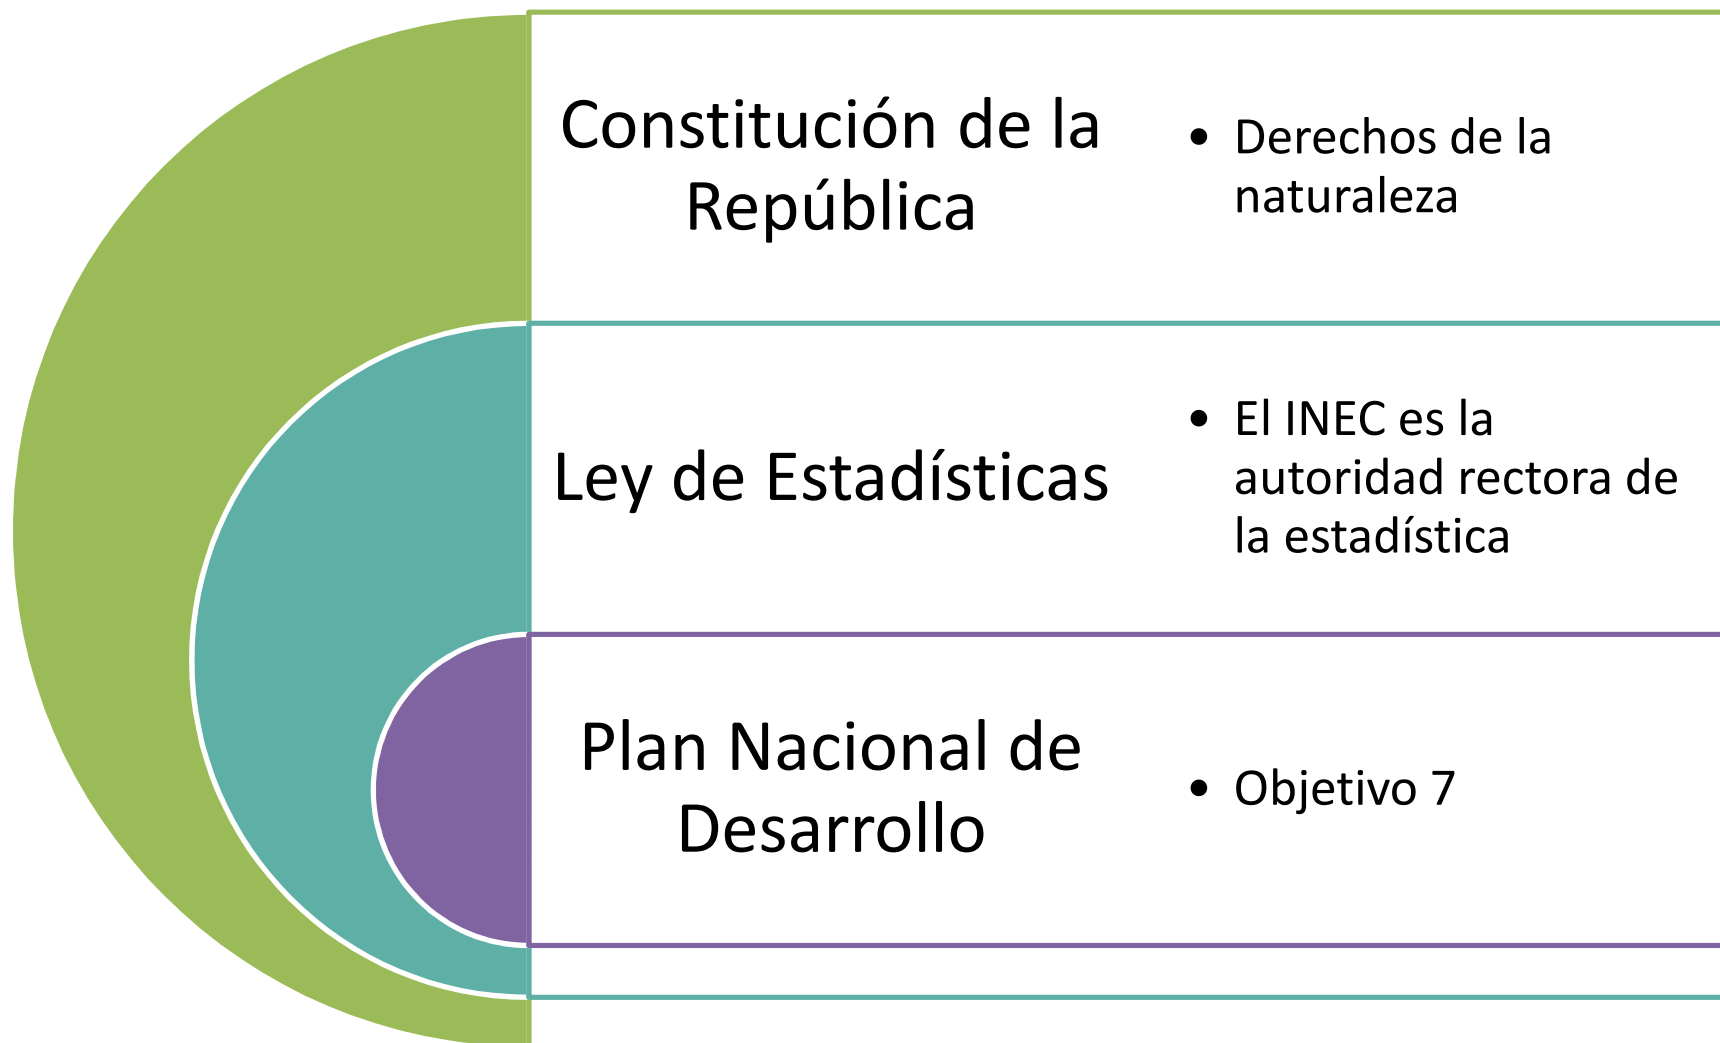 Constitución de la
República
• Derechos de la
naturaleza
Ley de Estadísticas
• El INEC es la
autoridad rectora de
la estadística
Plan Nacional de
Desarrollo
• Objetivo 7